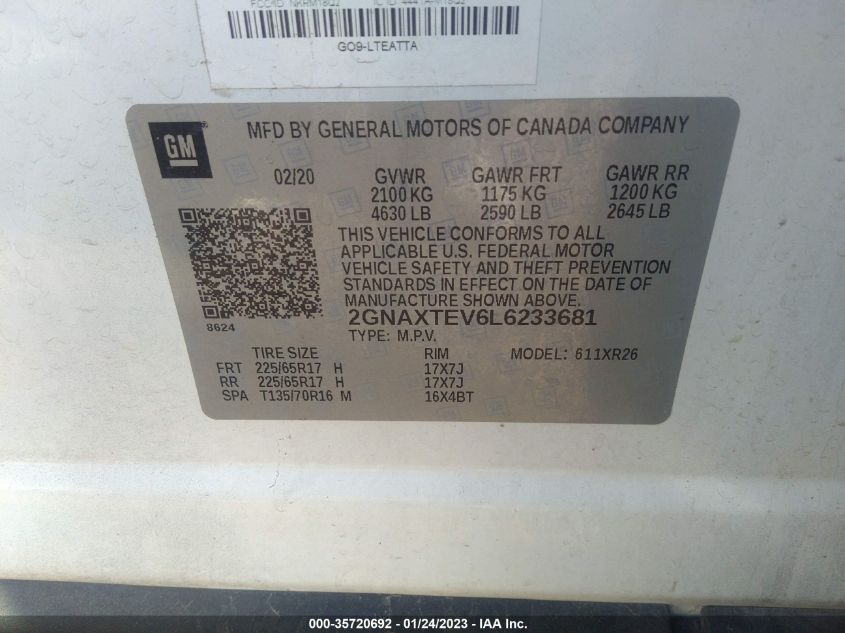 GO9-LTEATTA
GM ®
MFD BY GENERAL MOTORS OF CANADA COMPANY
02/20 GVWR GAWR FRT GAWR RR
2100 KG 1175 KG 1200 KG
4630 LB 2590 LB 2645 LB
THIS VEHICLE CONFORMS TO ALL
APPLICABLE U.S. FEDERAL MOTOR
VEHICLE SAFETY AND THEFT PREVENTION
STANDARDS IN EFFECT ON THE DATE OF
MANUFACTURE SHOWN ABOVE.
8624 2GNAXTEV6L6233681
TYPE: M.P.V.
TIRE SIZE RIM MODEL: 611XR26
FRT 225/65R17 H 17X7J
RR 225/65R17 H 17X7J
SPA T135/70R16 M 16X4BT
000-35720692 - 01/24/2023 - IAA Inc.